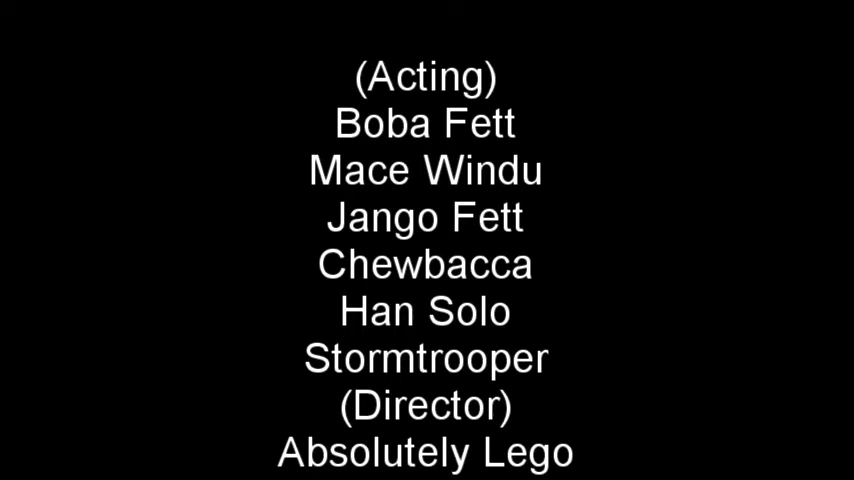 (Acting)
Boba Fett
Mace Windu
Jango Fett
Chewbacca
Han Solo
Stormtrooper
(Director)
Absolutely Lego